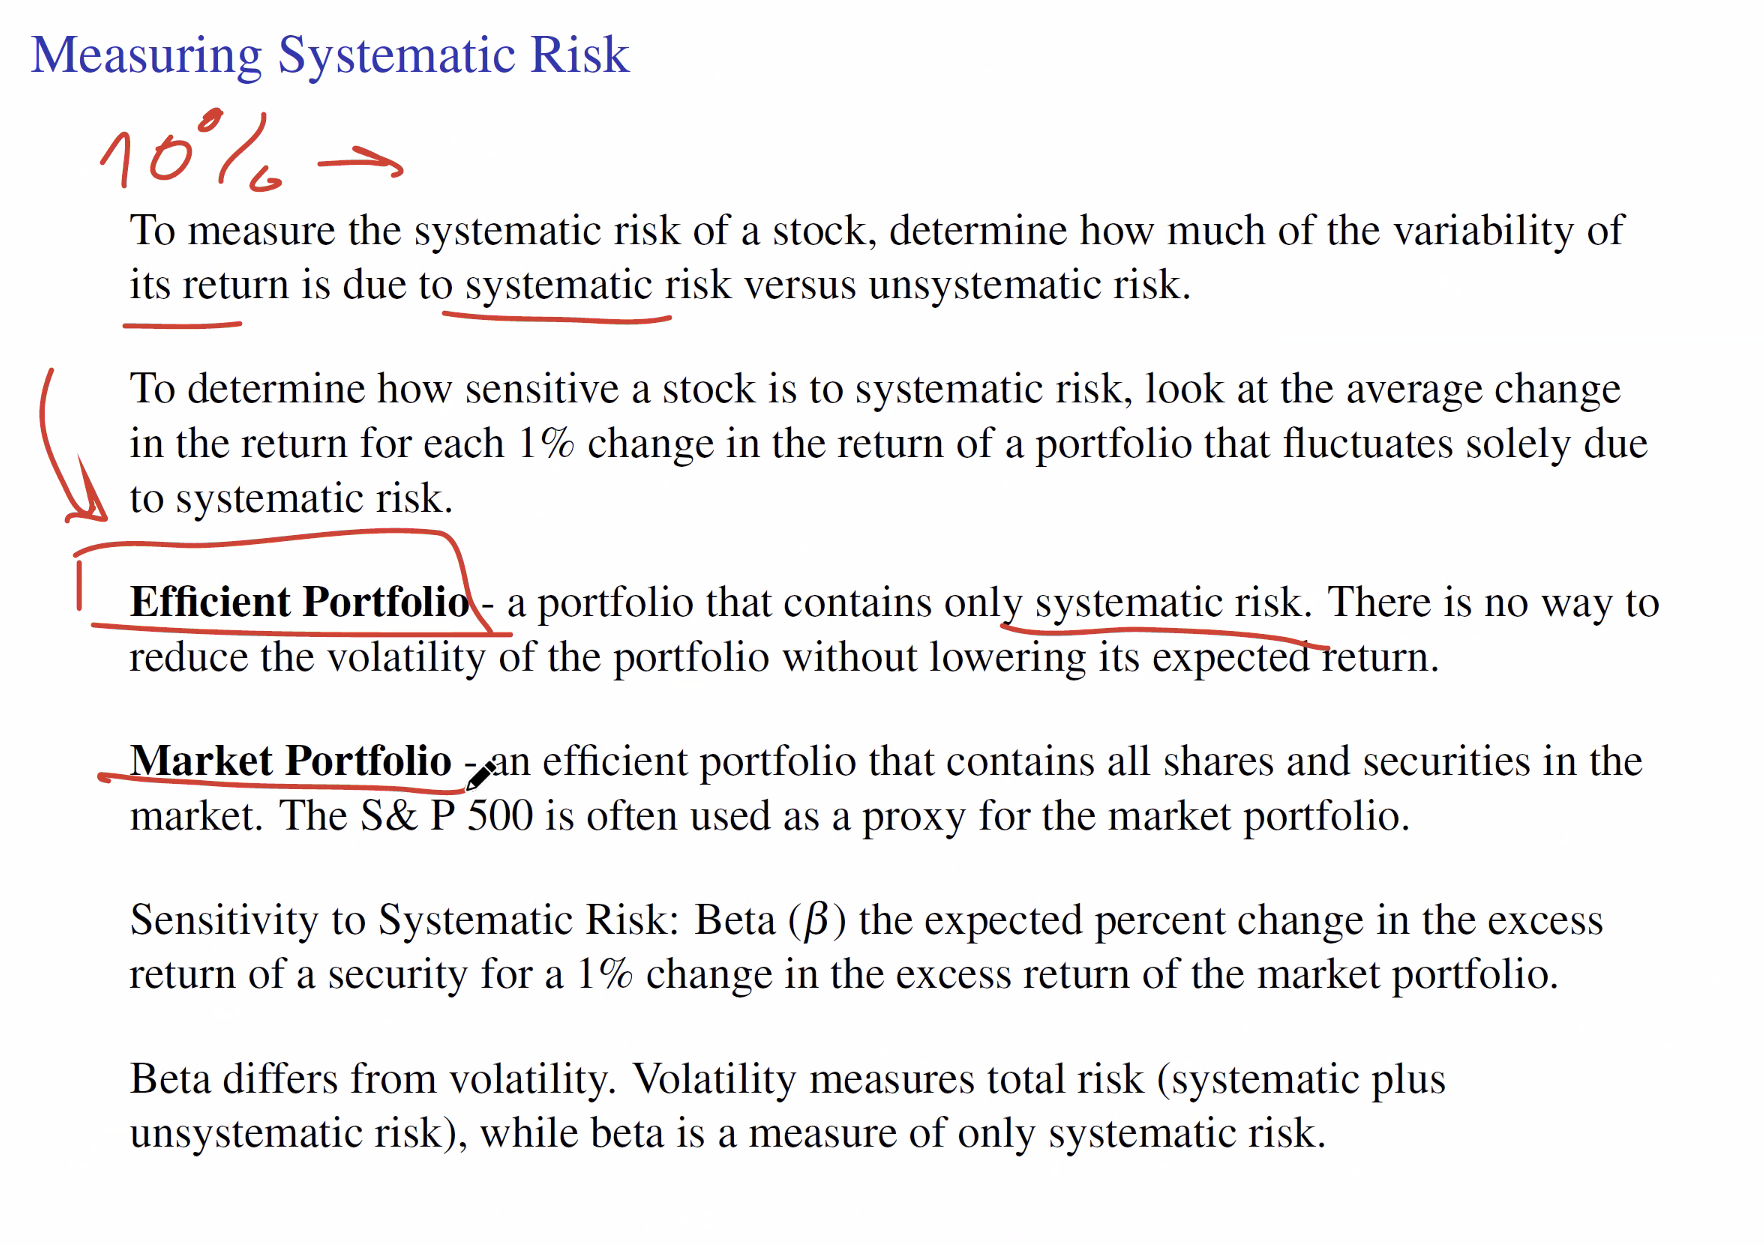 Measuring Systematic Risk
10% →
To measure the systematic risk of a stock, determine how much of the variability of
its return is due to systematic risk versus unsystematic risk.
To determine how sensitive a stock is to systematic risk, look at the average change
in the return for each 1% change in the return of a portfolio that fluctuates solely due
to systematic risk.
Efficient Portfolio - a portfolio that contains only systematic risk. There is no way to
reduce the volatility of the portfolio without lowering its expected return.
Market Portfolio - an efficient portfolio that contains all shares and securities in the
market. The S& P 500 is often used as a proxy for the market portfolio.
Sensitivity to Systematic Risk: Beta (β) the expected percent change in the excess
return of a security for a 1% change in the excess return of the market portfolio.
Beta differs from volatility. Volatility measures total risk (systematic plus
unsystematic risk), while beta is a measure of only systematic risk.